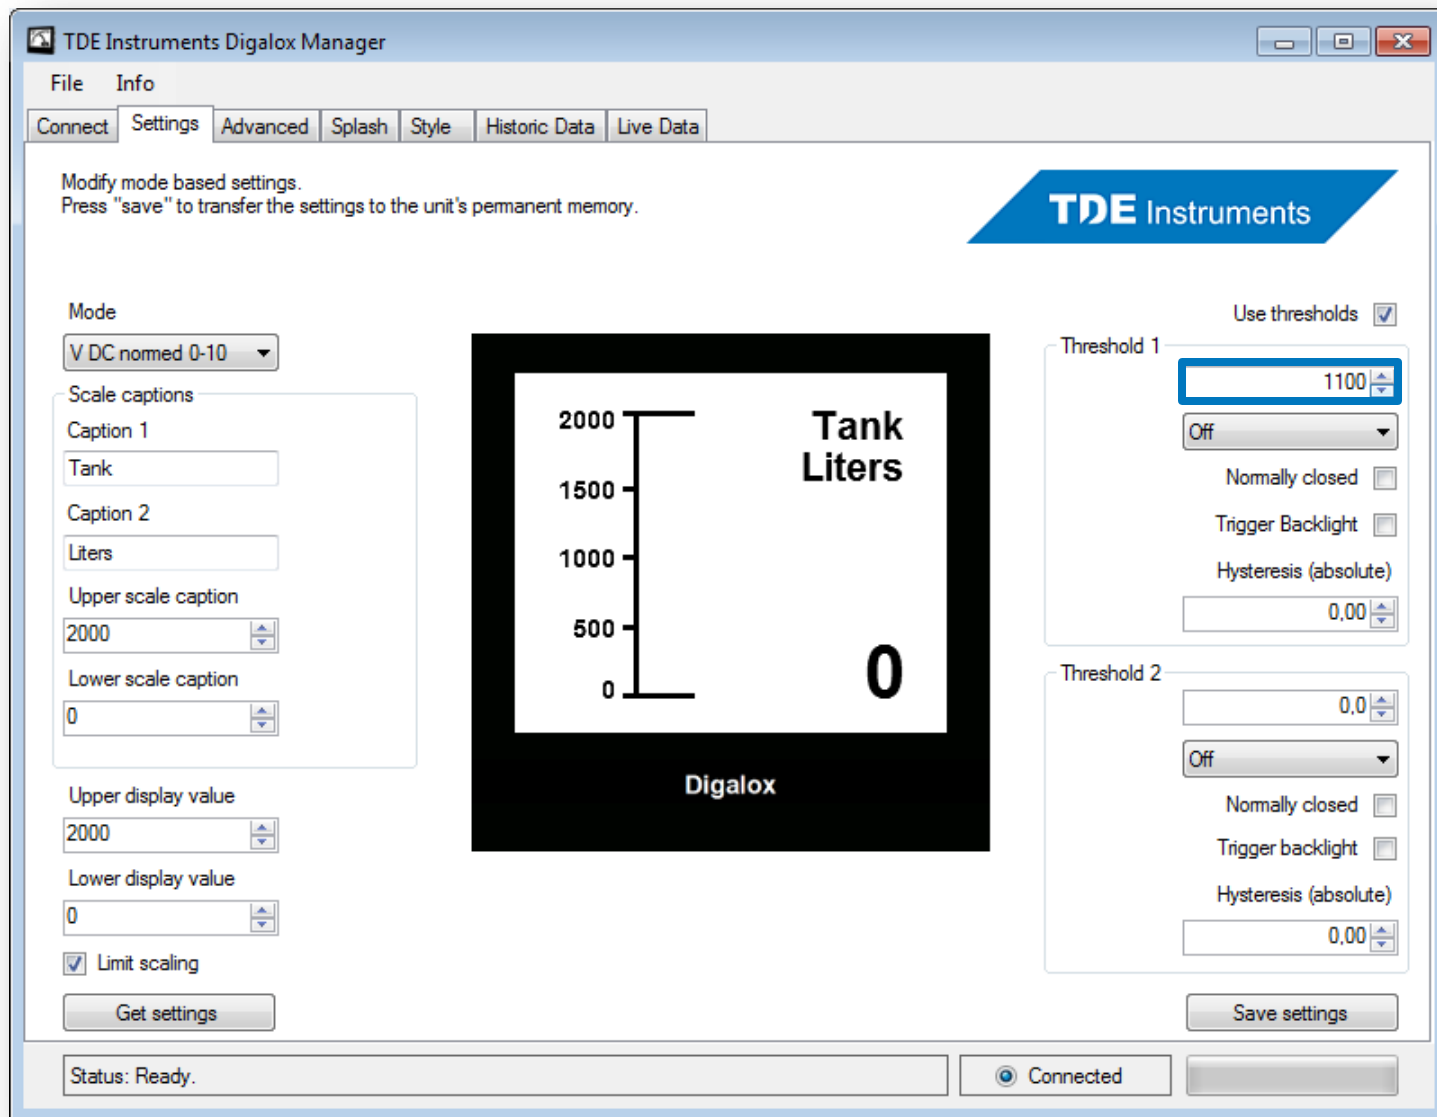 TDE Instruments Digalox Manager
File Info
Connect Settings Advanced Splash Style Historic Data Live Data
Modify mode based settings.
Press "save" to transfer the settings to the unit's permanent memory.
TDE Instruments
Mode
V DC normed 0-10
Scale captions
Caption 1
Tank
Caption 2
Liters
Upper scale caption
2000
Lower scale caption
0
Upper display value
2000
Lower display value
0
Limit scaling
Get settings
2000
1500
1000
500
0
Tank
Liters
0
Digalox
Use thresholds
Threshold 1
1100
Off
Normally closed
Trigger Backlight
Hysteresis (absolute)
0,00
Threshold 2
0,0
Off
Normally closed
Trigger backlight
Hysteresis (absolute)
0,00
Save settings
Status: Ready.
Connected